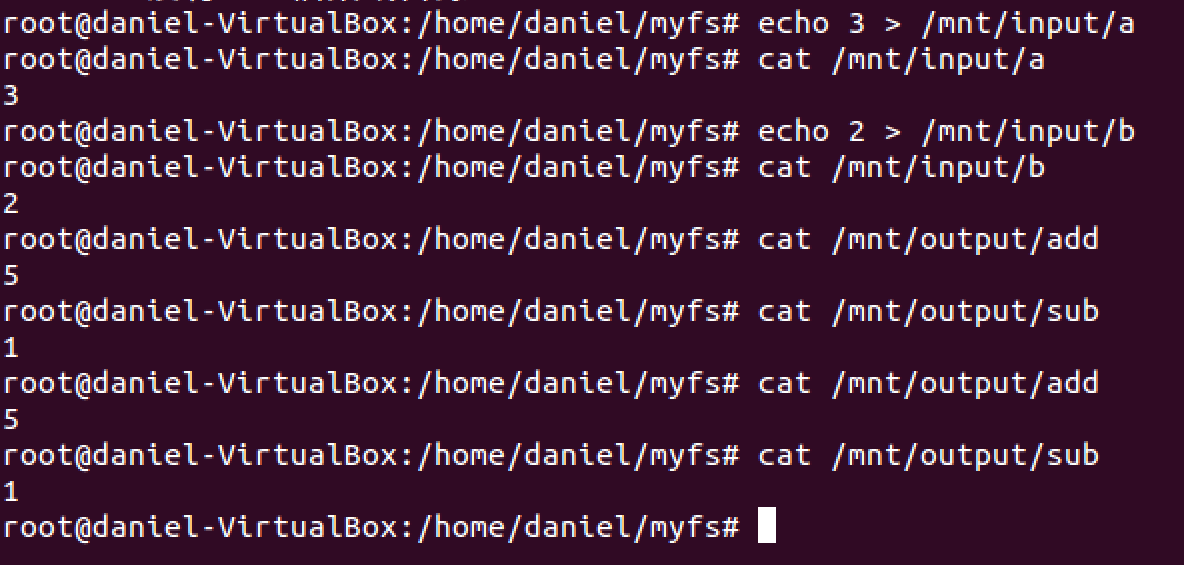 root@daniel-VirtualBox:/home/daniel/myfs# echo 3 > /mnt/input/a
root@daniel-VirtualBox:/home/daniel/myfs# cat /mnt/input/a
3
root@daniel-VirtualBox:/home/daniel/myfs# echo 2 > /mnt/input/b
root@daniel-VirtualBox:/home/daniel/myfs# cat /mnt/input/b
2
root@daniel-VirtualBox:/home/daniel/myfs# cat /mnt/output/add
5
root@daniel-VirtualBox:/home/daniel/myfs# cat /mnt/output/sub
1
root@daniel-VirtualBox:/home/daniel/myfs# cat /mnt/output/add
5
root@daniel-VirtualBox:/home/daniel/myfs# cat /mnt/output/sub
1
root@daniel-VirtualBox:/home/daniel/myfs#